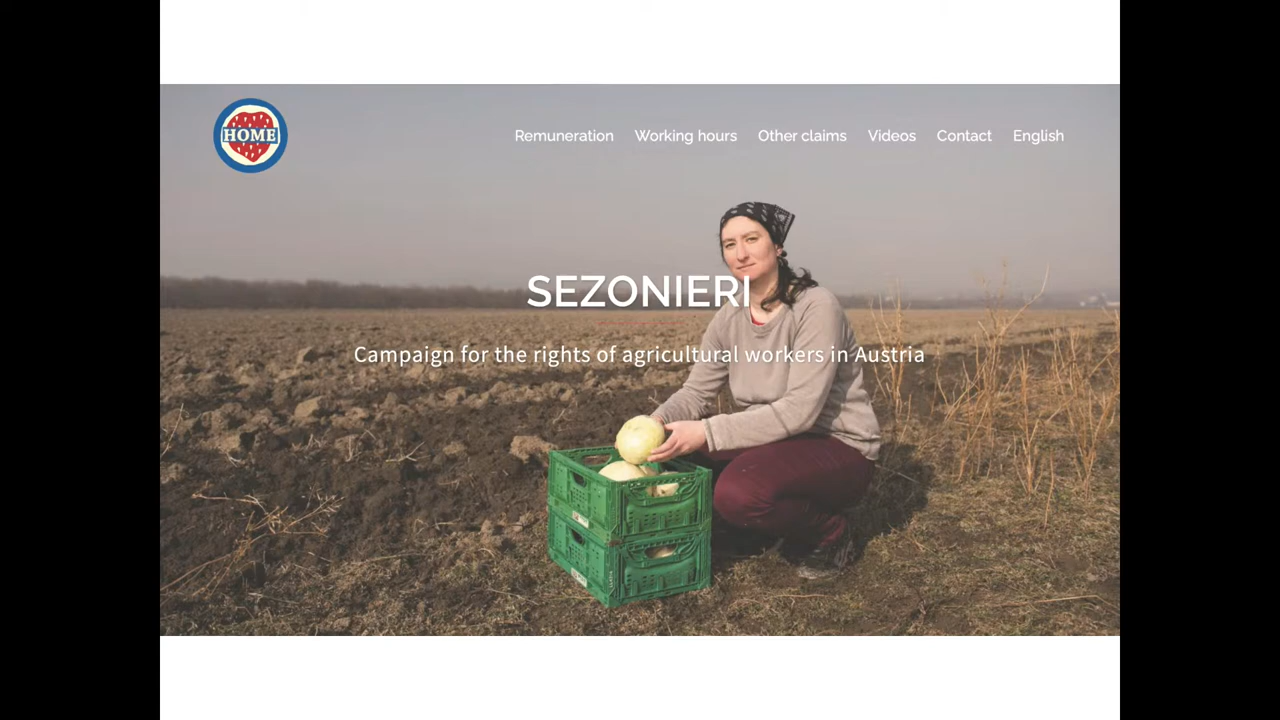 HOME
Remuneration Working hours Other claims Videos Contact English
SEZONIERI
Campaign for the rights of agricultural workers in Austria